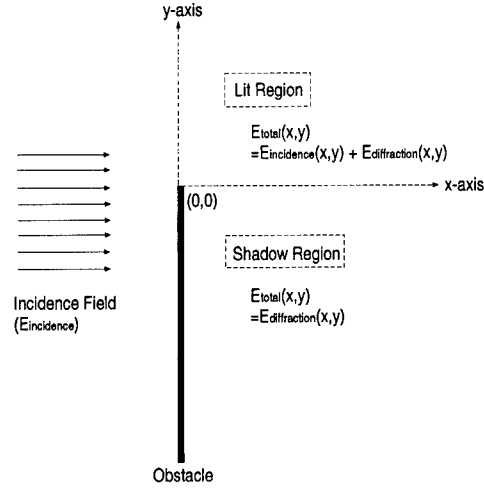 y-axis
Lit Region
Etotal(x,y)
=Eincidence(x,y) + Ediffraction(x,y)
x-axis
(0,0)
Shadow Region
Etotal(x,y)
=Ediffraction(x,y)
Incidence Field
(Eincidence)
Obstacle